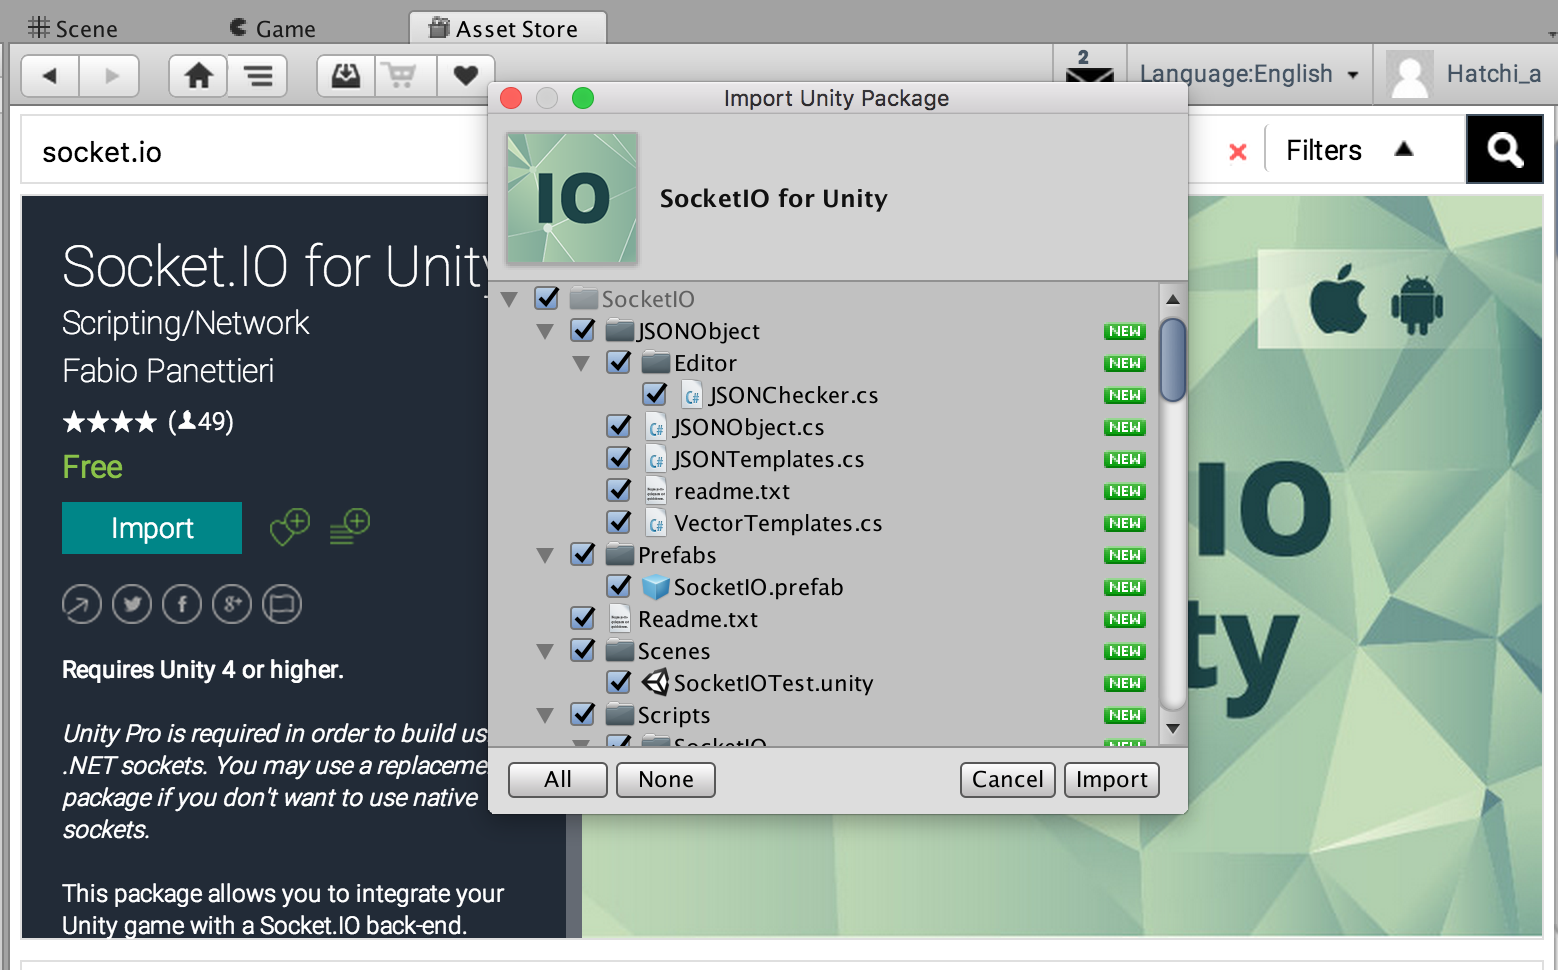 Scene
Game
Asset Store
2
Language:English
Hatchi_a
Import Unity Package
socket.io
Filters
IO
SocketIO for Unity
Socket.IO for Unity
Scripting/Network
Fabio Panettieri
(49)
Free
Import
Requires Unity 4 or higher.
Unity Pro is required in order to build us
.NET sockets. You may use a replaceme
package if you don't want to use native
sockets.
This package allows you to integrate your
Unity game with a Socket.IO back-end.
SocketIO
JSONObject NEW
Editor NEW
C# JSONChecker.cs NEW
C# JSONObject.cs NEW
C# JSONTemplates.cs NEW
readme.txt NEW
C# VectorTemplates.cs NEW
Prefabs NEW
SocketIO.prefab NEW
Readme.txt NEW
Scenes NEW
SocketIOTest.unity NEW
Scripts NEW
SocketIO NEW
All
None
Cancel
Import
IO
ty